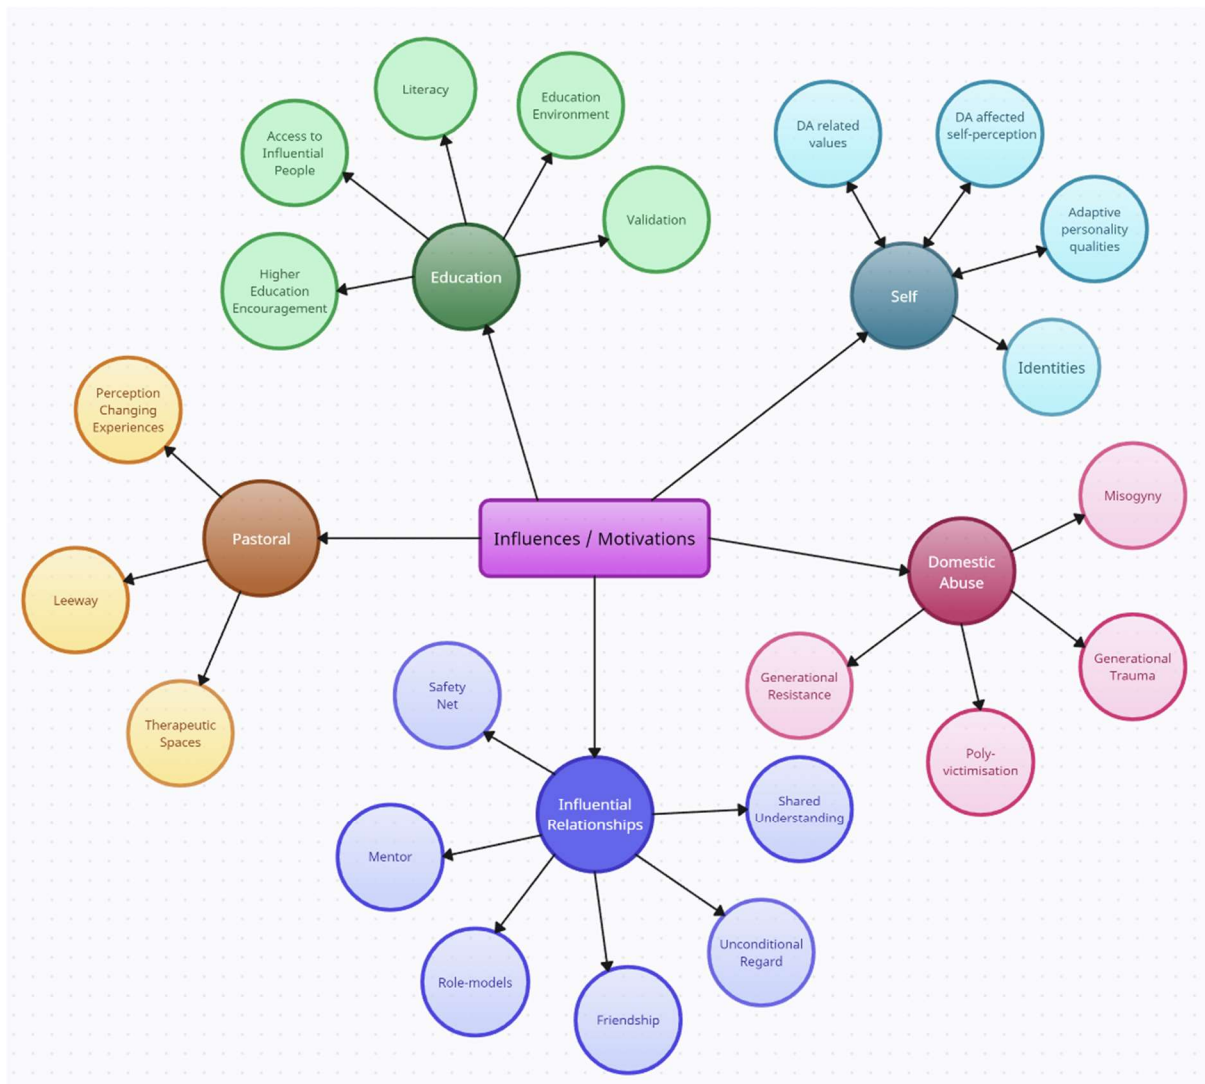 Literacy
Education
Environment
Access to
Influential
People
Validation
Higher
Education
Encouragement
Education
DA related
values
DA affected
self-perception
Adaptive
personality
qualities
Self
Identities
Perception
Changing
Experiences
Pastoral
Leeway
Therapeutic
Spaces
Influences / Motivations
Misogyny
Domestic
Abuse
Generational
Trauma
Generational
Resistance
Poly-
victimisation
Safety
Net
Influential
Relationships
Shared
Understanding
Mentor
Unconditional
Regard
Role-models
Friendship